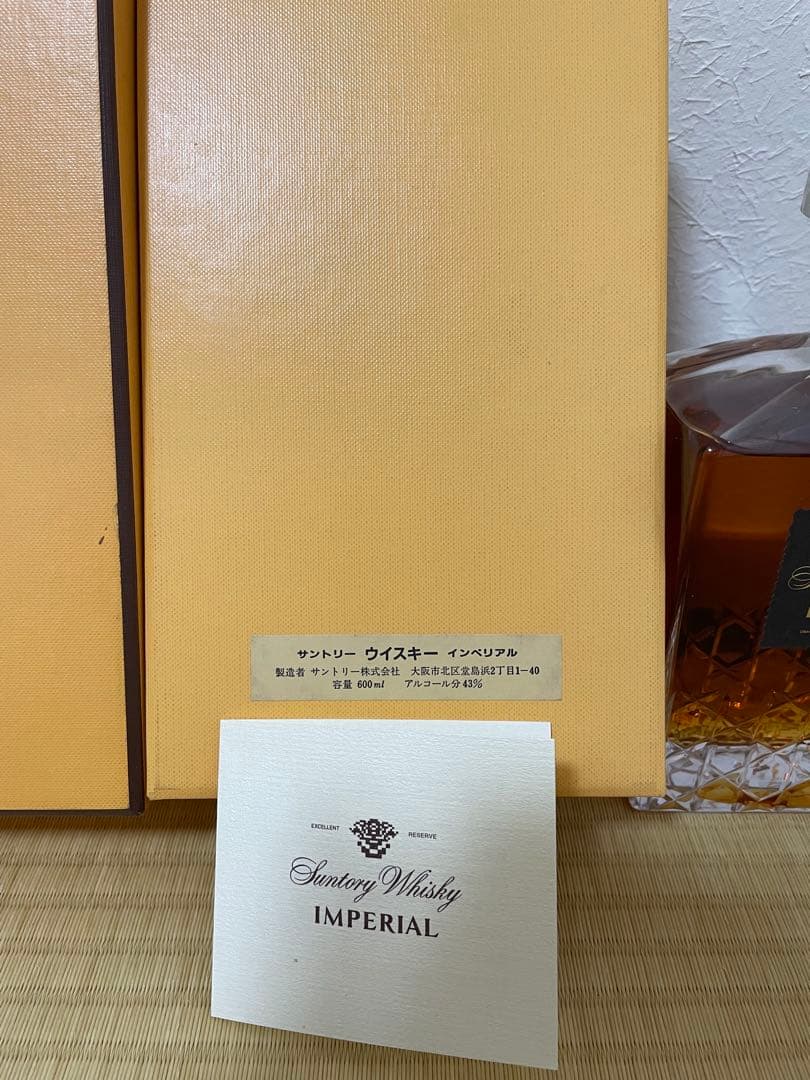 サントリー ウイスキー インペリアル
製造者 サントリー株式会社 大阪市北区堂島浜2丁目1-40
容量 600ml アルコール分 43%
EXCELLENT RESERVE
Suntory Whisky
IMPERIAL